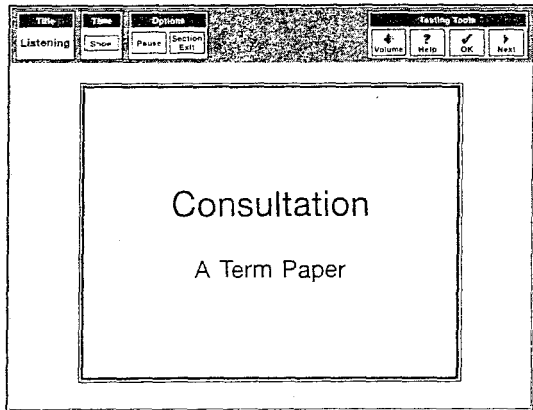 Title
Time
Options
Testing Tools
Listening
Show
Pause
Section
Exit
Volume
?
Help
OK
Next
Consultation
A Term Paper